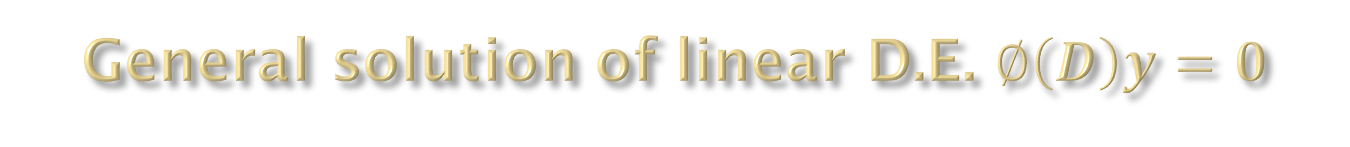 General solution of linear D.E. ∅(D)y = 0